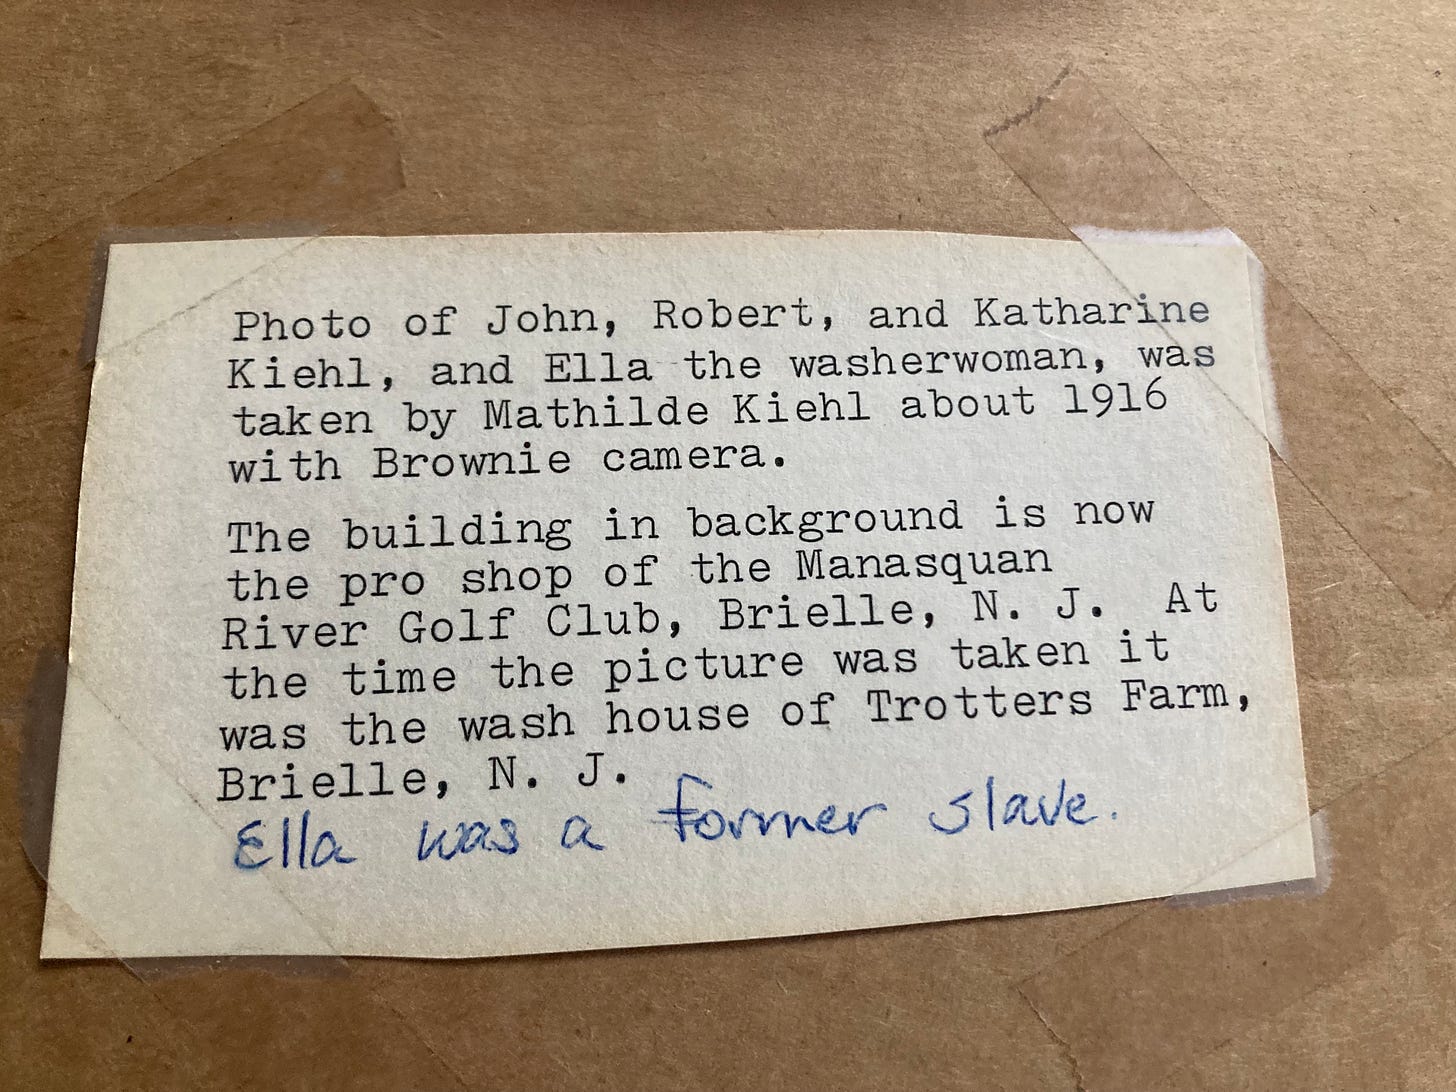 Photo of John, Robert, and Katharine
Kiehl, and Ella the washerwoman, was
taken by Mathilde Kiehl about 1916
with Brownie camera.
The building in background is now
the pro shop of the Manasquan
River Golf Club, Brielle, N. J. At
the time the picture was taken it
was the wash house of Trotters Farm,
Brielle, N. J.
Ella was a former slave.